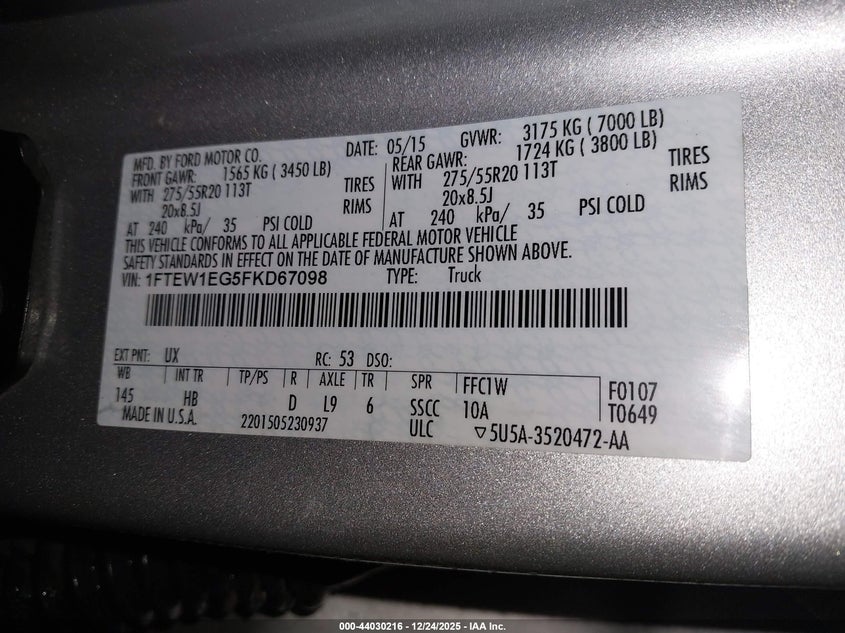 MFD. BY FORD MOTOR CO. DATE: 05/15 GVWR: 3175 KG ( 7000 LB)
FRONT GAWR: 1565 KG ( 3450 LB) REAR GAWR: 1724 KG ( 3800 LB)
WITH 275/55R20 113T TIRES WITH 275/55R20 113T TIRES
20x8.5J RIMS 20x8.5J RIMS
AT 240 kPa/ 35 PSI COLD AT 240 kPa/ 35 PSI COLD
THIS VEHICLE CONFORMS TO ALL APPLICABLE FEDERAL MOTOR VEHICLE
SAFETY STANDARDS IN EFFECT ON THE DATE OF MANUFACTURE SHOWN ABOVE.
VIN: 1FTEW1EG5FKD67098 TYPE: Truck
EXT PNT: UX RC: 53 DSO:
WB INT TR TP/PS R AXLE TR SPR FFC1W F0107
145 HB D L9 6 SSCC 10A T0649
MADE IN U.S.A. 2201505230937 ULC ▽5U5A-3520472-AA
000-44030216 - 12/24/2025 - IAA Inc.